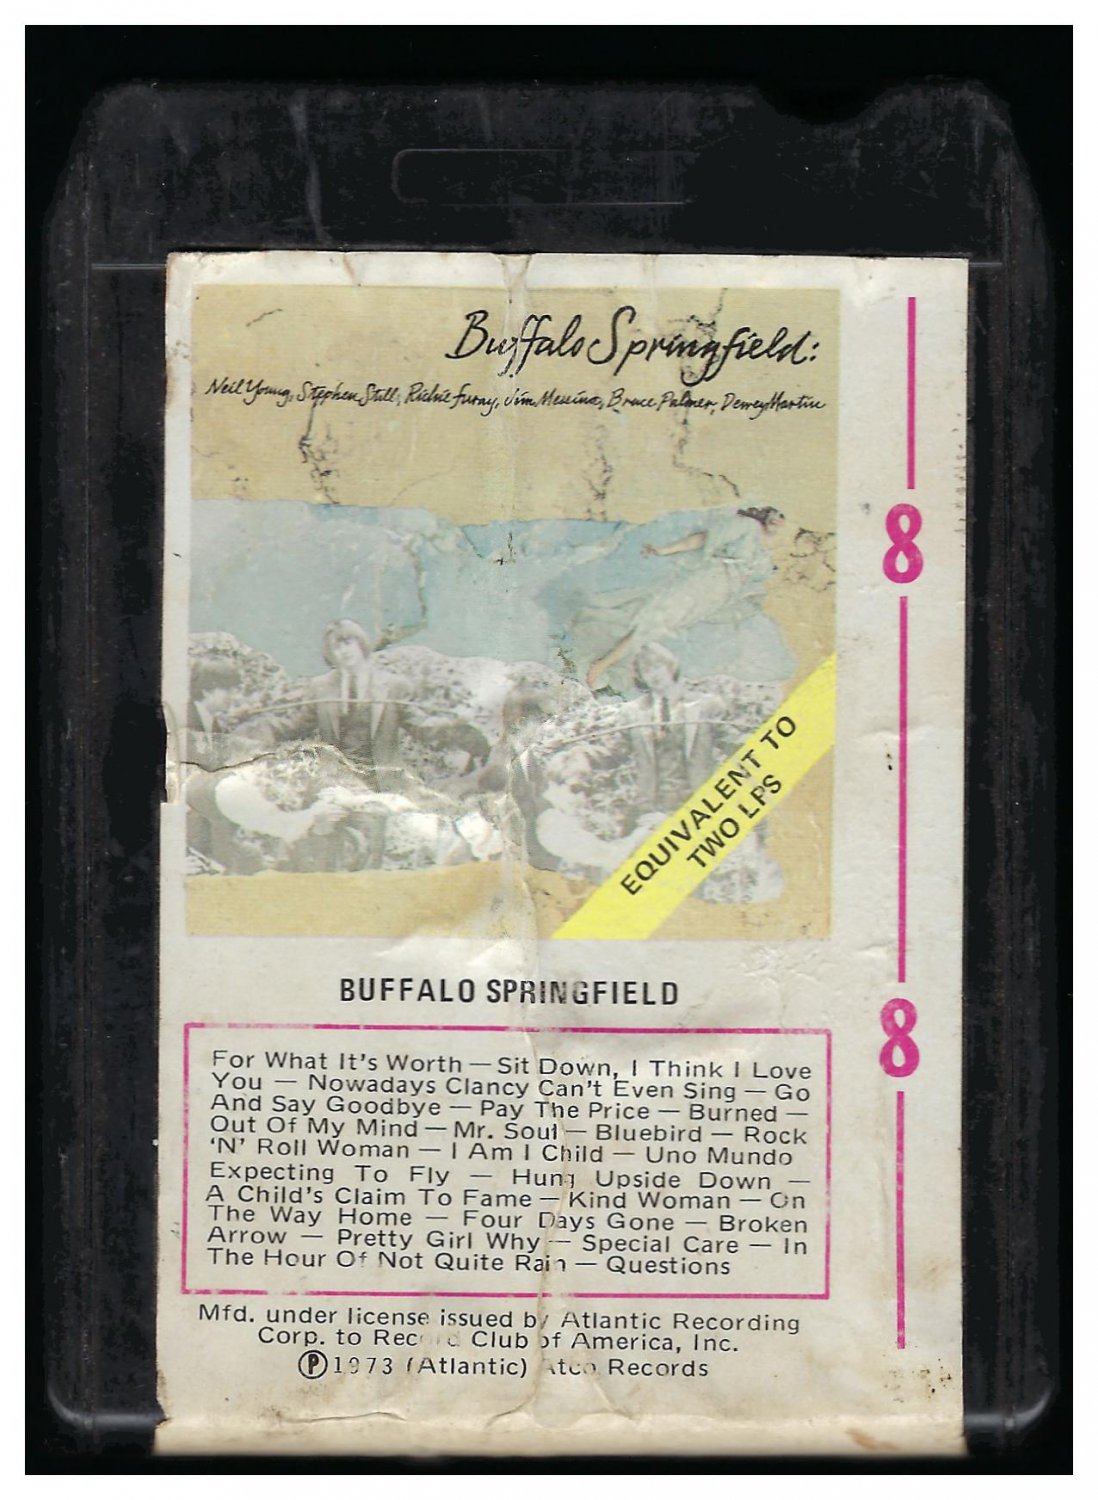 Buffalo Springfield:
Neil Young, Stephen Still, Richie Furay, Jim Messina, Bruce Palmer, Dewey Martin
8
EQUIVALENT TO
TWO LPS
BUFFALO SPRINGFIELD
8
For What It's Worth — Sit Down, I Think I Love
You — Nowadays Clancy Can't Even Sing — Go
And Say Goodbye — Pay The Price — Burned —
Out Of My Mind — Mr. Soul — Bluebird — Rock
'N' Roll Woman — I Am I Child — Uno Mundo
Expecting To Fly — Hung Upside Down —
A Child's Claim To Fame — Kind Woman — On
The Way Home — Four Days Gone — Broken
Arrow — Pretty Girl Why — Special Care — In
The Hour Of Not Quite Rain — Questions
Mfd. under license issued by Atlantic Recording
Corp. to Record Club of America, Inc.
Ⓟ1973 (Atlantic) Atco Records